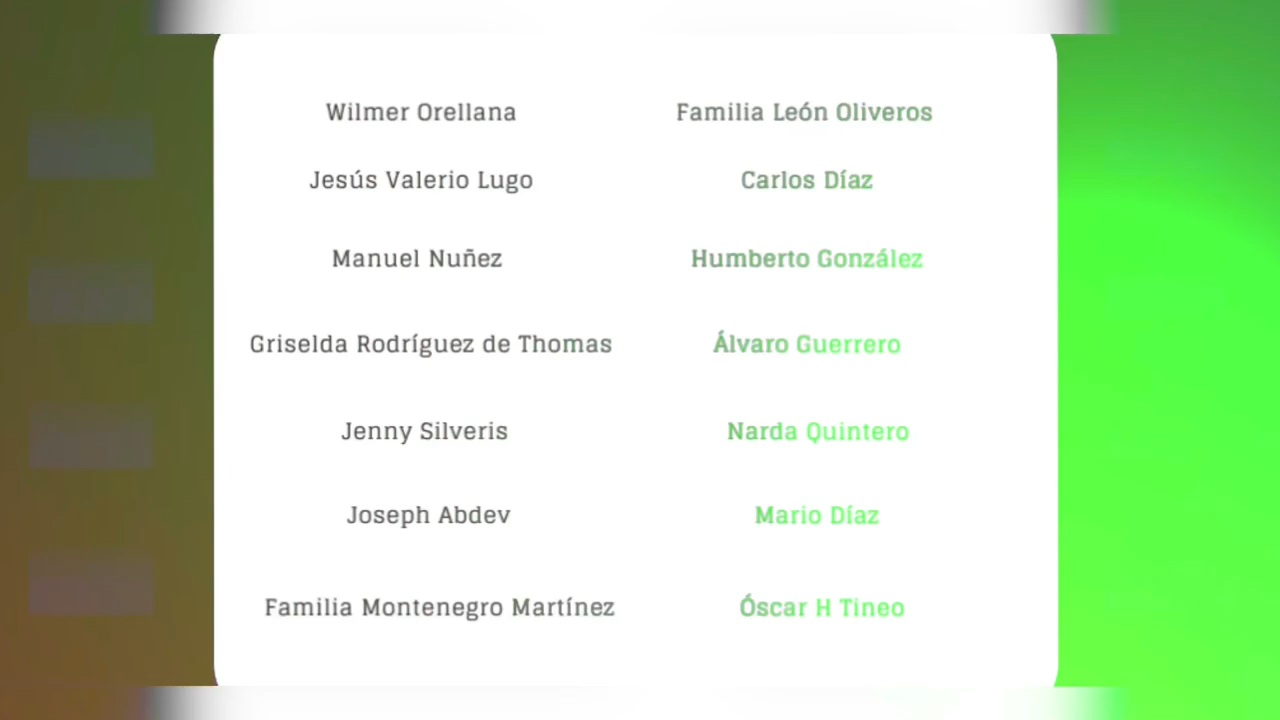 Wilmer Orellana
Familia León Oliveros
Jesús Valerio Lugo
Carlos Díaz
Manuel Nuñez
Humberto González
Griselda Rodríguez de Thomas
Álvaro Guerrero
Jenny Silveris
Narda Quintero
Joseph Abdev
Mario Díaz
Familia Montenegro Martínez
Óscar H Tineo